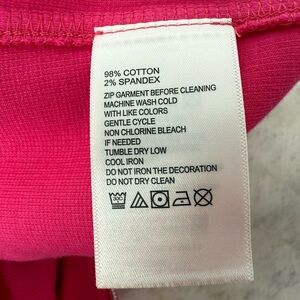 98% COTTON
2% SPANDEX
ZIP GARMENT BEFORE CLEANING
MACHINE WASH COLD
WITH LIKE COLORS
GENTLE CYCLE
NON CHLORINE BLEACH
IF NEEDED
TUMBLE DRY LOW
COOL IRON
DO NOT IRON THE DECORATION
DO NOT DRY CLEAN